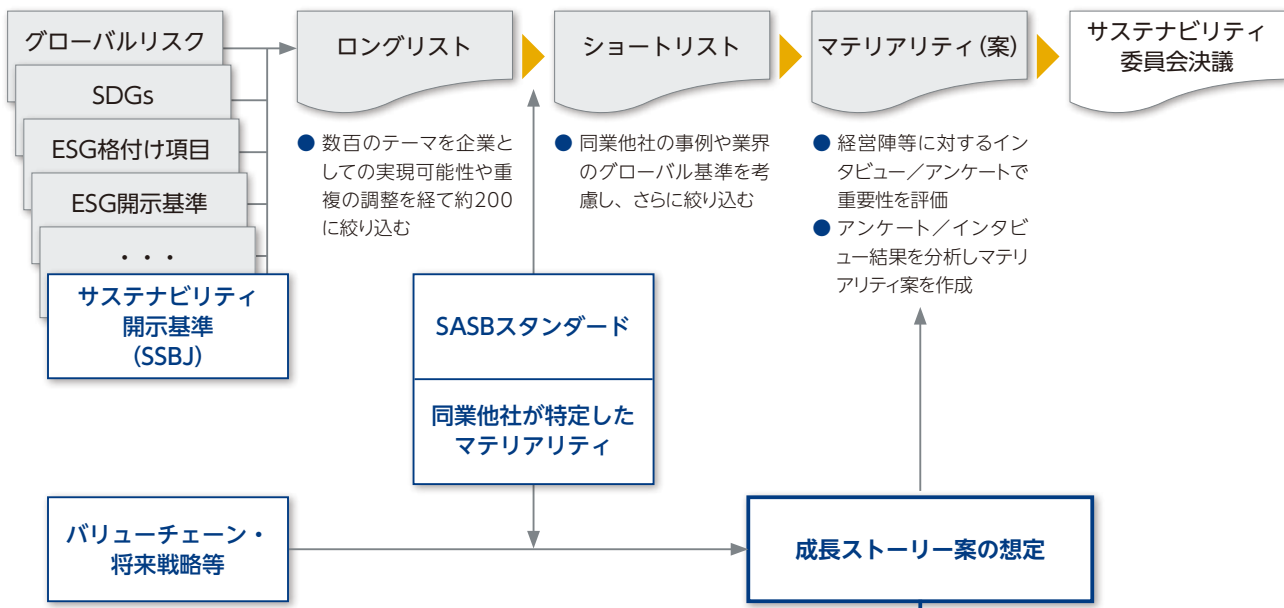 グローバルリスク
SDGs
ESG格付け項目
ESG開示基準
・・・
サステナビリティ
開示基準
(SSBJ)
ロングリスト
● 数百のテーマを企業と
しての実現可能性や重
複の調整を経て約200
に絞り込む
ショートリスト
● 同業他社の事例や業界
のグローバル基準を考
慮し、さらに絞り込む
マテリアリティ(案)
● 経営陣等に対するイン
タビュー／アンケートで
重要性を評価
● アンケート／インタビ
ュー結果を分析しマテリ
アリティ案を作成
サステナビリティ
委員会決議
SASBスタンダード
同業他社が特定した
マテリアリティ
バリューチェーン・
将来戦略等
成長ストーリー案の想定